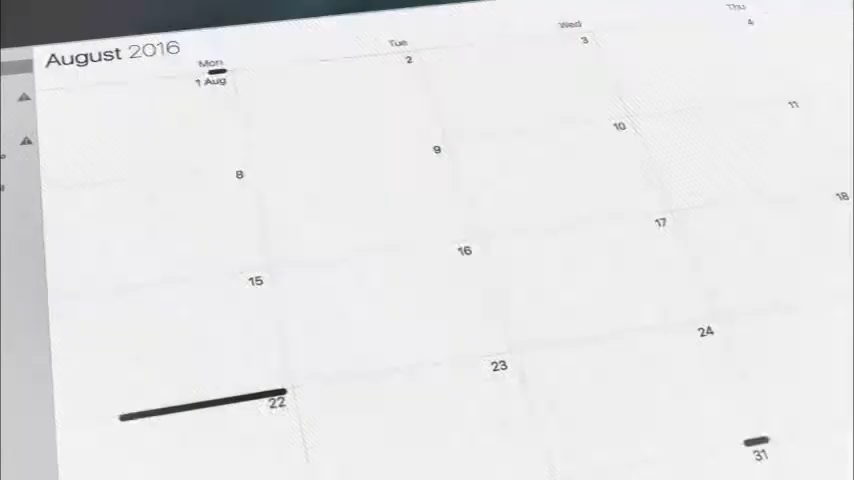 August 2016
Mon Tue Wed Thu
1 Aug 2 3 4
8 9 10 11
15 16 17 18
22 23 24
31